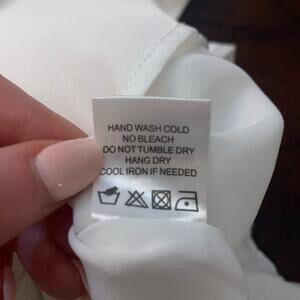 HAND WASH COLD
NO BLEACH
DO NOT TUMBLE DRY
HANG DRY
COOL IRON IF NEEDED